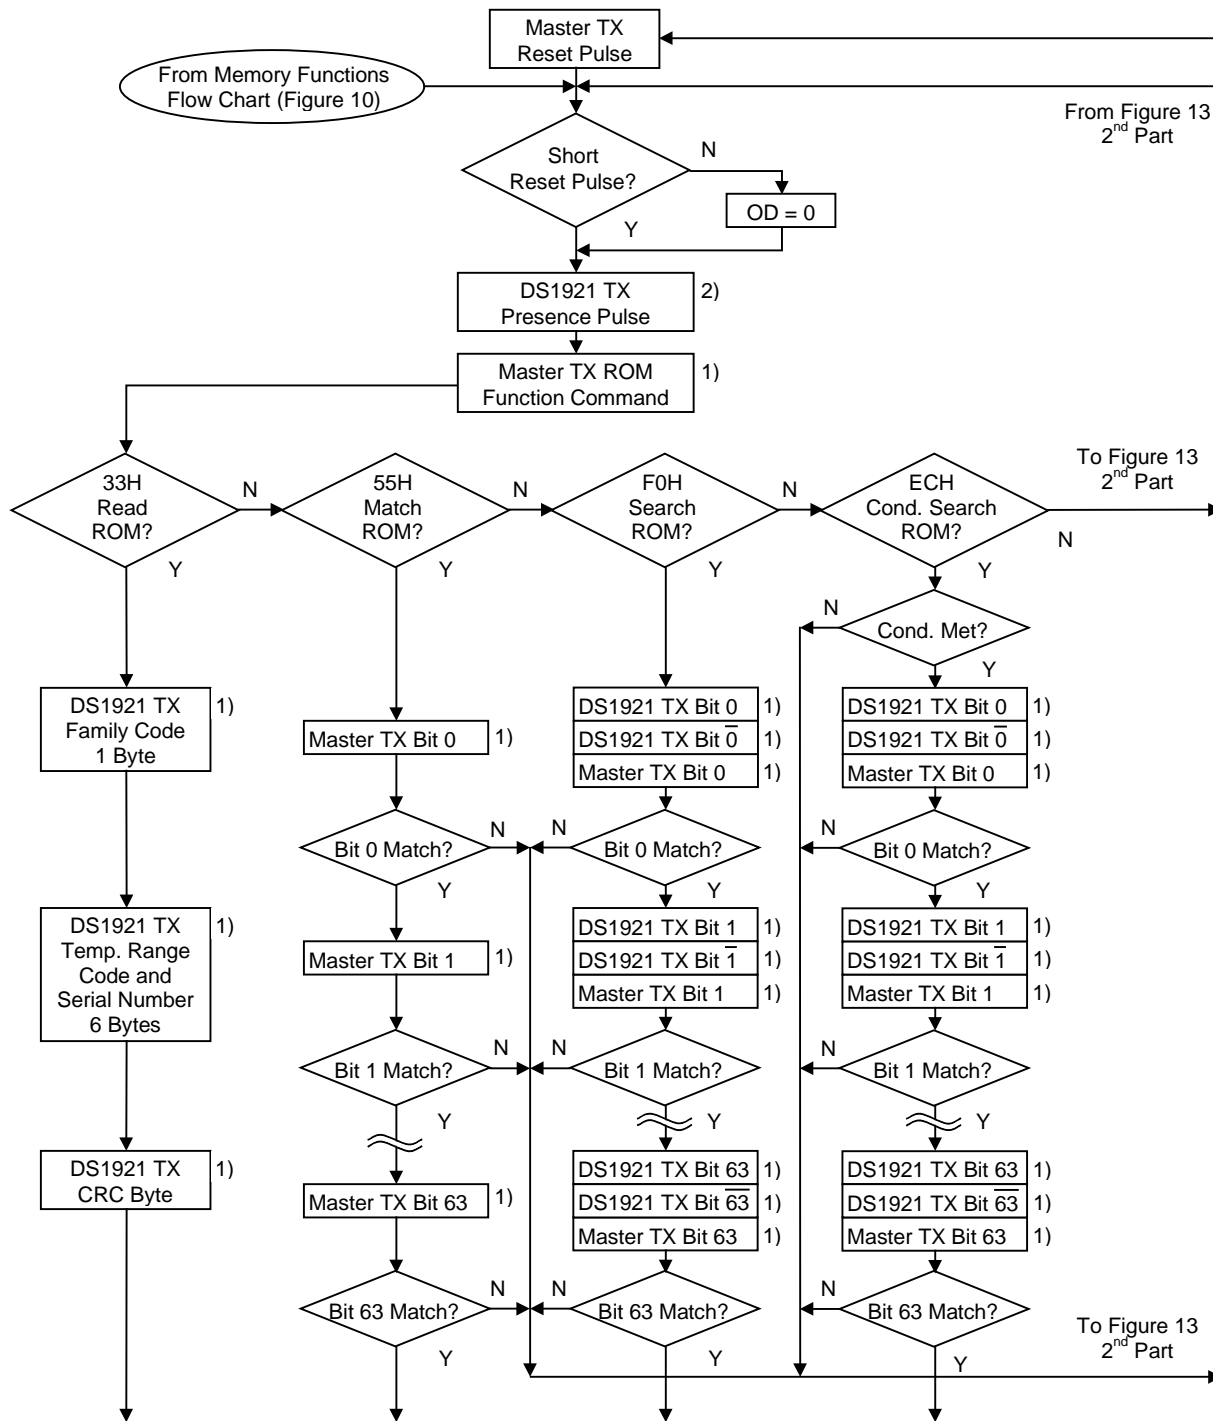 Master TX
Reset Pulse
From Memory Functions
Flow Chart (Figure 10)
From Figure 13
2nd Part
Short
Reset Pulse?
N
OD = 0
Y
DS1921 TX
Presence Pulse
2)
Master TX ROM
Function Command
1)
To Figure 13
2nd Part
33H
Read
ROM?
N
Y
55H
Match
ROM?
N
Y
F0H
Search
ROM?
N
Y
ECH
Cond. Search
ROM?
N
Y
N
Cond. Met?
Y
DS1921 TX
Family Code
1 Byte
1)
DS1921 TX
Temp. Range
Code and
Serial Number
6 Bytes
1)
DS1921 TX
CRC Byte
1)
Master TX Bit 0
1)
Bit 0 Match?
N
Y
Master TX Bit 1
1)
Bit 1 Match?
N
Y
Master TX Bit 63
1)
Bit 63 Match?
N
Y
DS1921 TX Bit 0
1)
DS1921 TX Bit 0̅
1)
Master TX Bit 0
1)
N
Bit 0 Match?
Y
DS1921 TX Bit 1
1)
DS1921 TX Bit 1̅
1)
Master TX Bit 1
1)
N
Bit 1 Match?
Y
DS1921 TX Bit 63
1)
DS1921 TX Bit 6̅3̅
1)
Master TX Bit 63
1)
N
Bit 63 Match?
Y
DS1921 TX Bit 0
1)
DS1921 TX Bit 0̅
1)
Master TX Bit 0
1)
N
Bit 0 Match?
Y
DS1921 TX Bit 1
1)
DS1921 TX Bit 1̅
1)
Master TX Bit 1
1)
N
Bit 1 Match?
Y
DS1921 TX Bit 63
1)
DS1921 TX Bit 6̅3̅
1)
Master TX Bit 63
1)
N
Bit 63 Match?
Y
To Figure 13
2nd Part